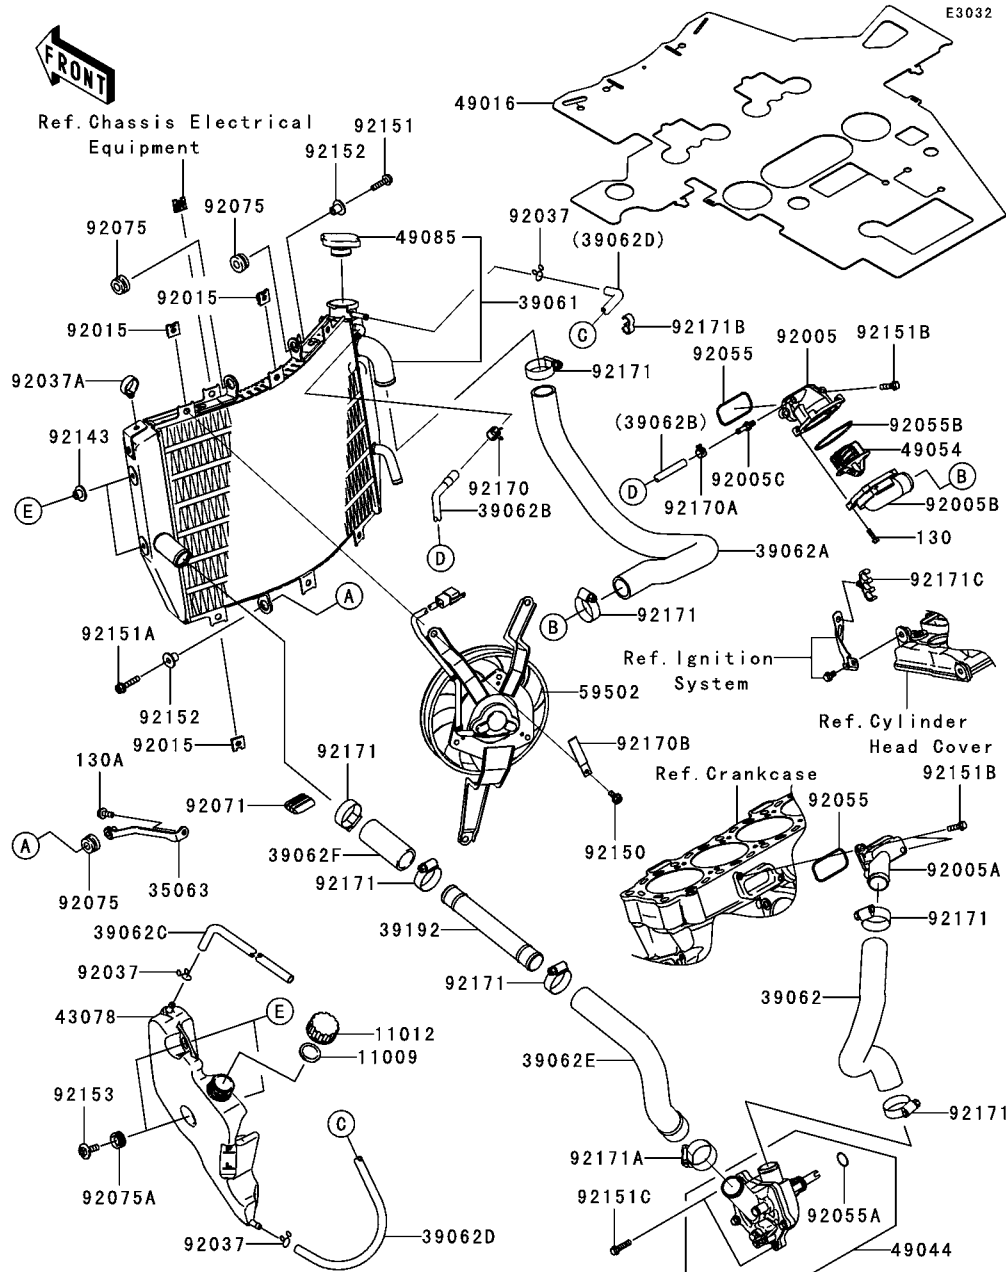 E3032
FRONT
49016
Ref. Chassis Electrical
Equipment
92151
92152
92075
92075
92037
49085
(39062D)
92015
39061
C
92015
92171B
92005
92151B
92171
92055
92037A
(39062B)
92055B
92143
49054
E
92170
D
92005C
B
39062B
92170A
92005B
130
D
39062A
A
92171C
92171
B
92151A
Ref. Ignition
System
59502
92152
Ref. Cylinder
Head Cover
92015
92170B
130A
92171
Ref. Crankcase
92151B
92071
92055
A
39062F
92150
92005A
35063
92171
92075
39062C
39192
92171
92037
92171
39062
43078
E
11012
11009
39062E
92153
C
92171
92171A
92075A
92151C
92055A
92037
39062D
49044